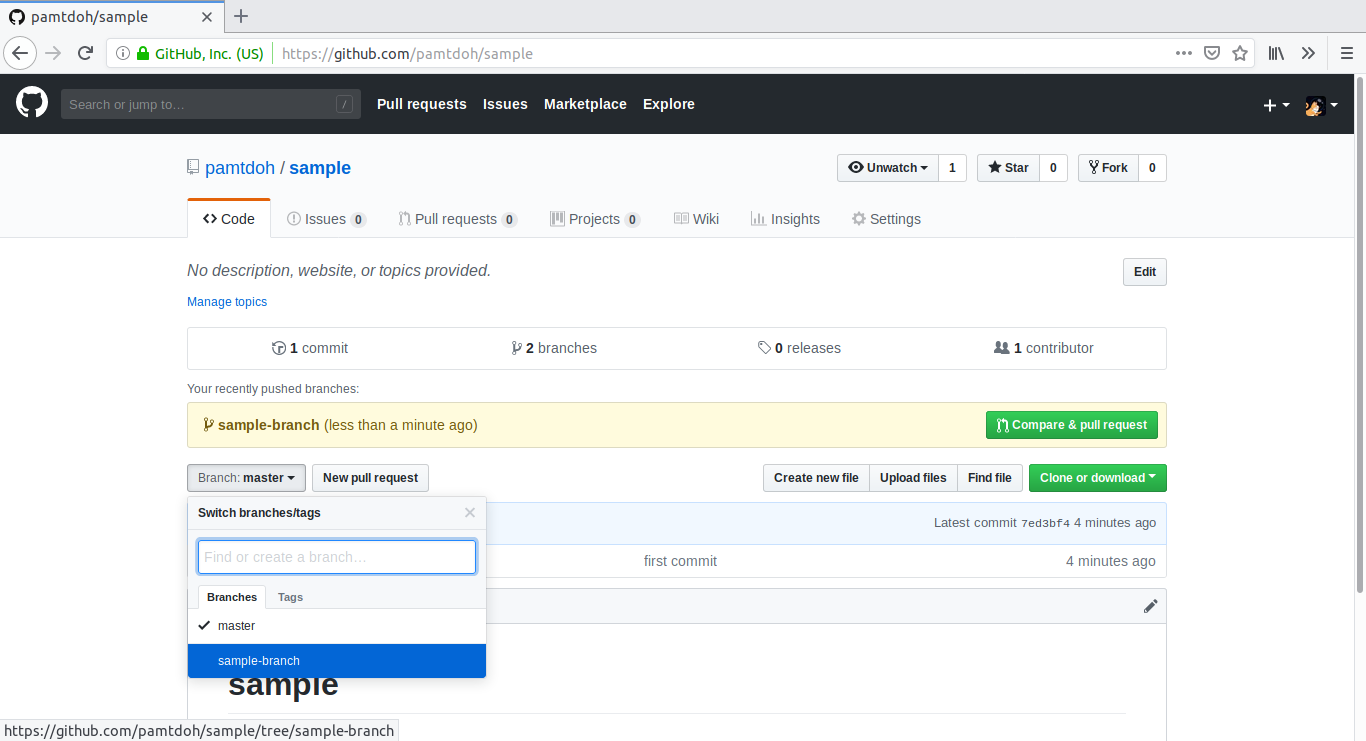 pamtdoh/sample
GitHub, Inc. (US) https://github.com/pamtdoh/sample
Search or jump to… / Pull requests Issues Marketplace Explore
pamtdoh / sample Unwatch 1 Star 0 Fork 0
Code Issues 0 Pull requests 0 Projects 0 Wiki Insights Settings
No description, website, or topics provided. Edit
Manage topics
1 commit 2 branches 0 releases 1 contributor
Your recently pushed branches:
sample-branch (less than a minute ago) Compare & pull request
Branch: master New pull request Create new file Upload files Find file Clone or download
Switch branches/tags
Latest commit 7ed3bf4 4 minutes ago
Find or create a branch…
first commit 4 minutes ago
Branches Tags
master
sample-branch
sample
https://github.com/pamtdoh/sample/tree/sample-branch